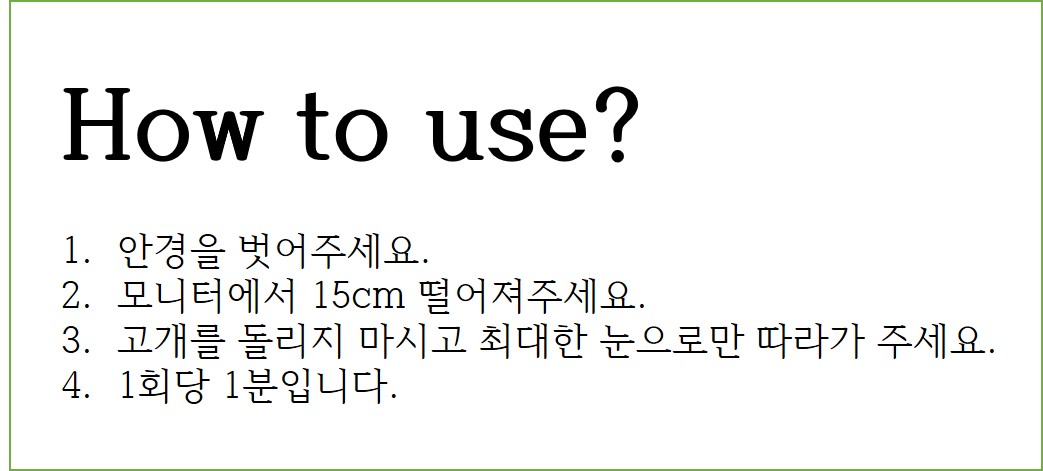 How to use?
1. 안경을 벗어주세요.
2. 모니터에서 15cm 떨어져주세요.
3. 고개를 돌리지 마시고 최대한 눈으로만 따라가 주세요.
4. 1회당 1분입니다.